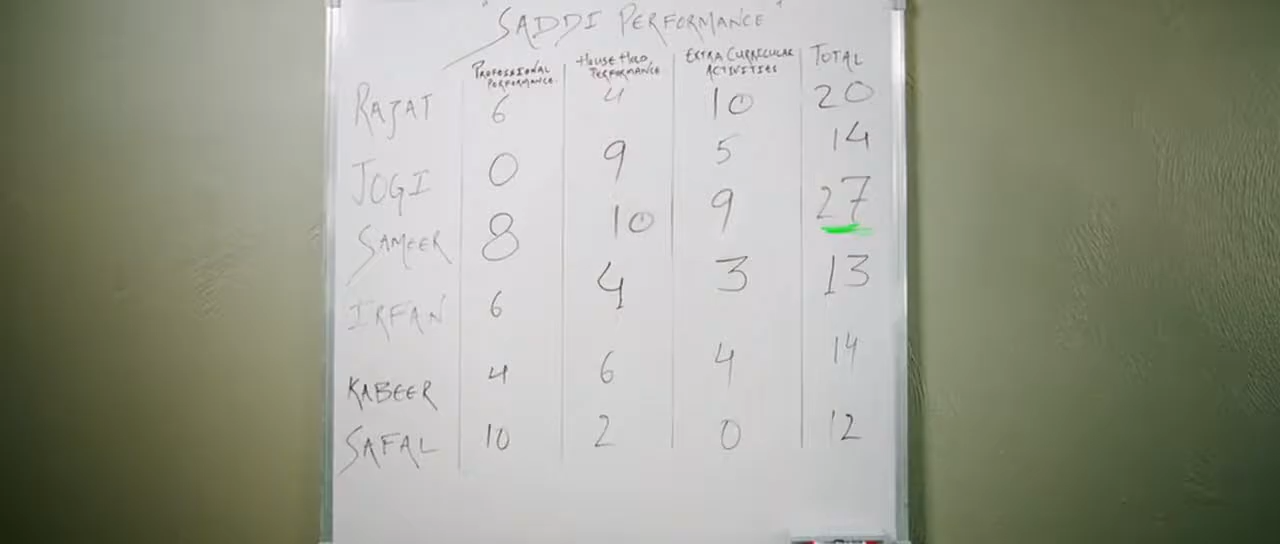 "SADDI PERFORMANCE"
PROFESSIONAL PERFORMANCE. HOUSE HOLD PERFORMANCE EXTRA CURRICULAR ACTIVITIES TOTAL
RAJAT 6 4 10 20
JOGI 0 9 5 14
SAMEER 8 10 9 27
IRFAN 6 4 3 13
KABEER 4 6 4 14
SAFAL 10 2 0 12